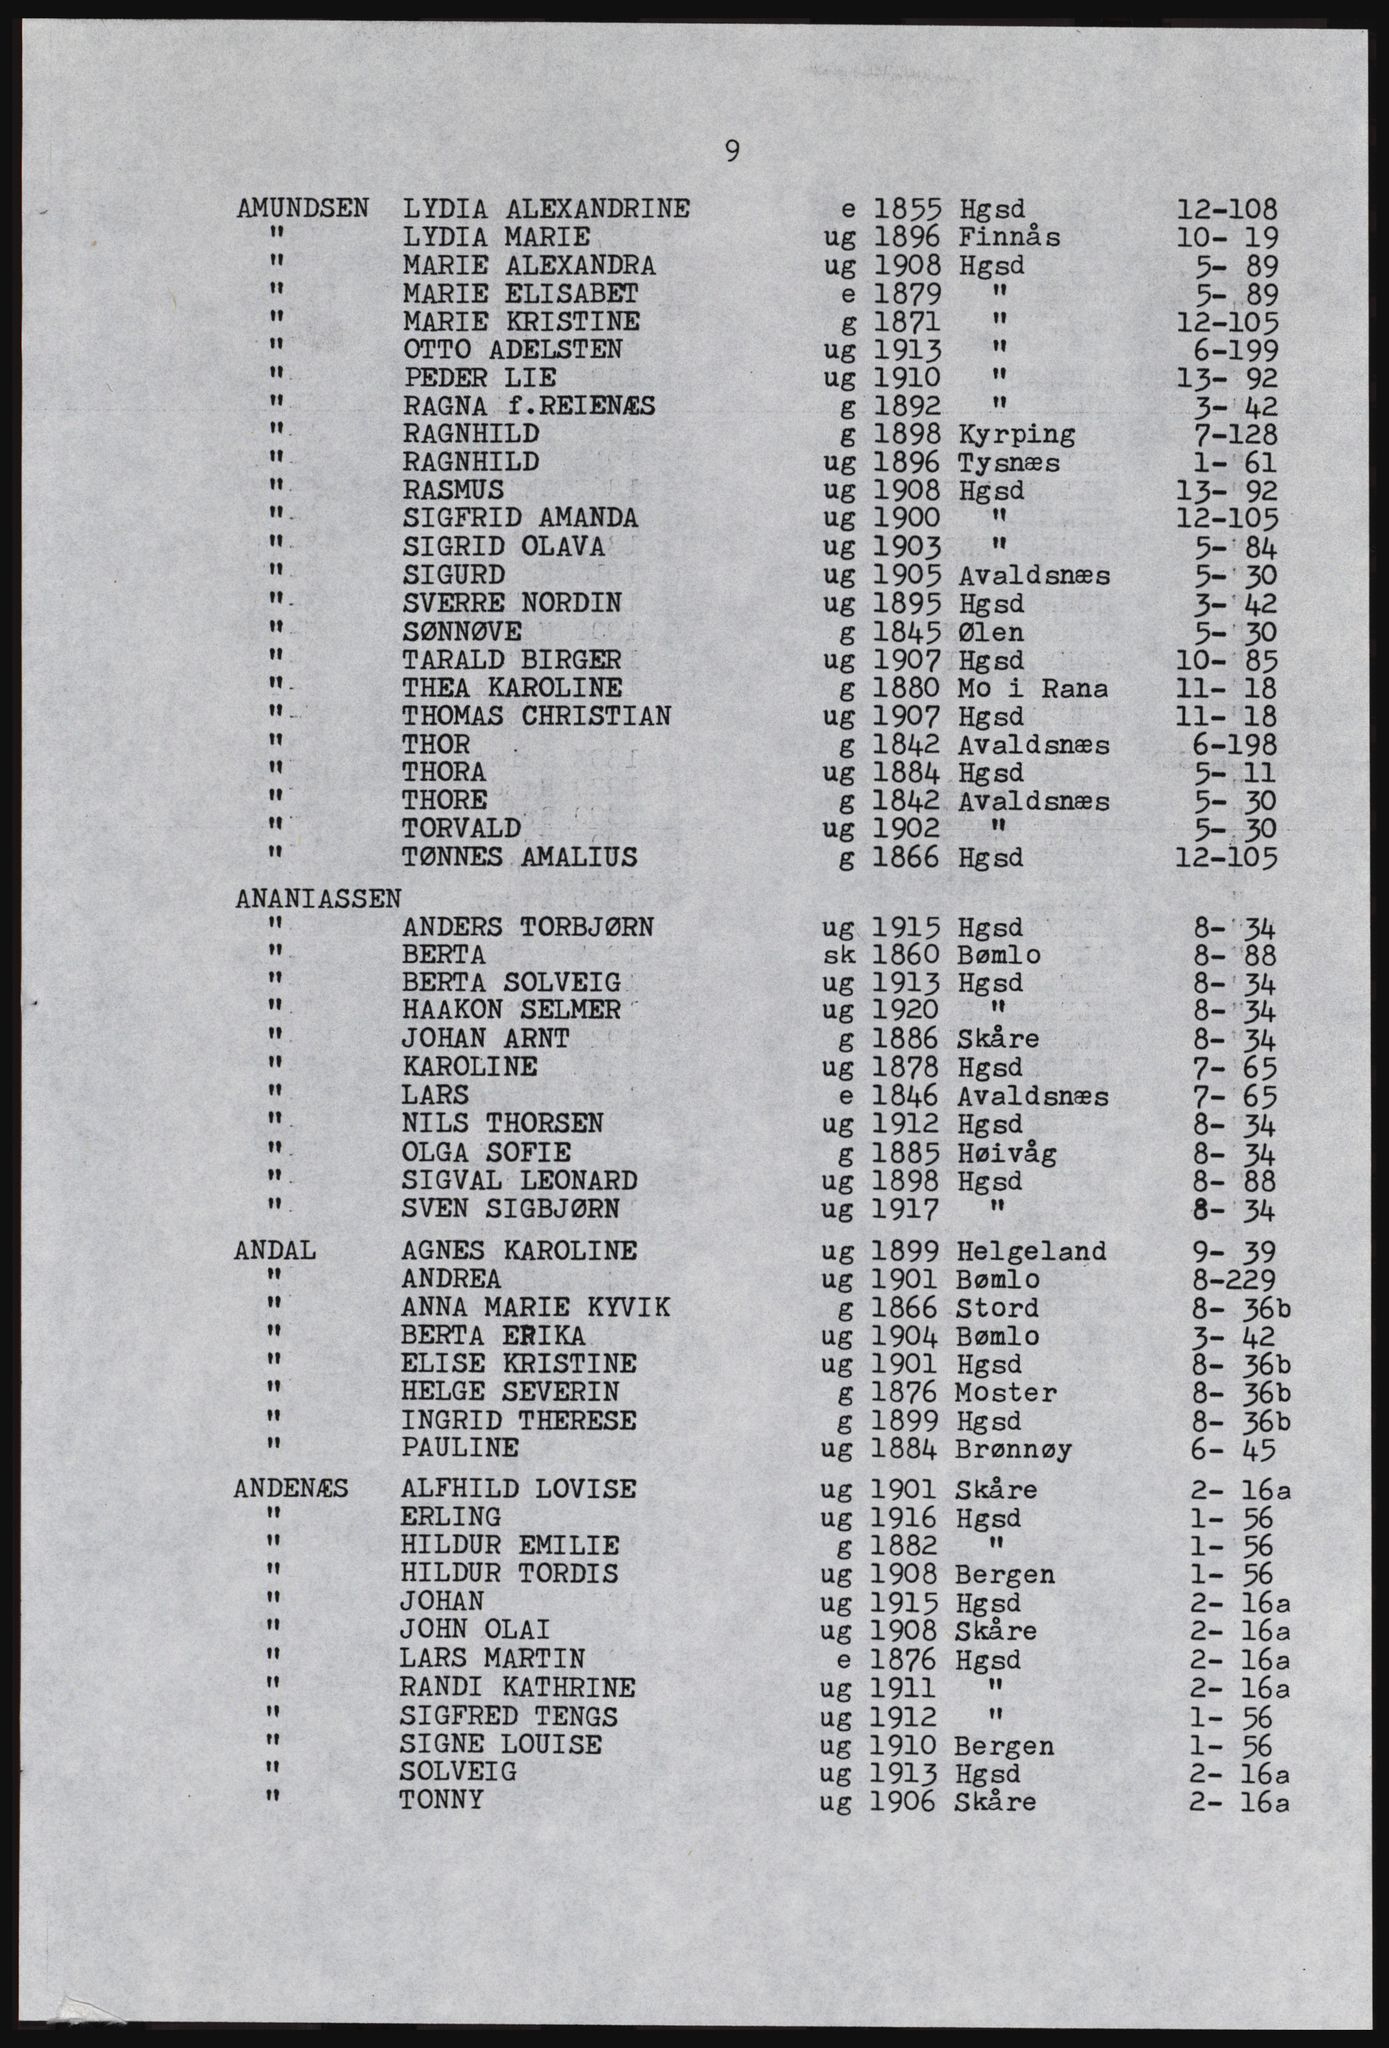 9
AMUNDSEN LYDIA ALEXANDRINE e 1855 Hgsd 12-108
" LYDIA MARIE ug 1896 Finnås 10- 19
" MARIE ALEXANDRA ug 1908 Hgsd 5- 89
" MARIE ELISABET e 1879 " 5- 89
" MARIE KRISTINE g 1871 " 12-105
" OTTO ADELSTEN ug 1913 " 6-199
" PEDER LIE ug 1910 " 13- 92
" RAGNA f.REIENÆS g 1892 " 3- 42
" RAGNHILD g 1898 Kyrping 7-128
" RAGNHILD ug 1896 Tysnæs 1- 61
" RASMUS ug 1908 Hgsd 13- 92
" SIGFRID AMANDA ug 1900 " 12-105
" SIGRID OLAVA ug 1903 " 5- 84
" SIGURD ug 1905 Avaldsnæs 5- 30
" SVERRE NORDIN ug 1895 Hgsd 3- 42
" SØNNØVE g 1845 Ølen 5- 30
" TARALD BIRGER ug 1907 Hgsd 10- 85
" THEA KAROLINE g 1880 Mo i Rana 11- 18
" THOMAS CHRISTIAN ug 1907 Hgsd 11- 18
" THOR g 1842 Avaldsnæs 6-198
" THORA ug 1884 Hgsd 5- 11
" THORE g 1842 Avaldsnæs 5- 30
" TORVALD ug 1902 " 5- 30
" TØNNES AMALIUS g 1866 Hgsd 12-105
ANANIASSEN
" ANDERS TORBJØRN ug 1915 Hgsd 8- 34
" BERTA sk 1860 Bømlo 8- 88
" BERTA SOLVEIG ug 1913 Hgsd 8- 34
" HAAKON SELMER ug 1920 " 8- 34
" JOHAN ARNT g 1886 Skåre 8- 34
" KAROLINE ug 1878 Hgsd 7- 65
" LARS e 1846 Avaldsnæs 7- 65
" NILS THORSEN ug 1912 Hgsd 8- 34
" OLGA SOFIE g 1885 Høivåg 8- 34
" SIGVAL LEONARD ug 1898 Hgsd 8- 88
" SVEN SIGBJØRN ug 1917 " 8- 34
ANDAL AGNES KAROLINE ug 1899 Helgeland 9- 39
" ANDREA ug 1901 Bømlo 8-229
" ANNA MARIE KYVIK g 1866 Stord 8- 36b
" BERTA ERIKA ug 1904 Bømlo 3- 42
" ELISE KRISTINE ug 1901 Hgsd 8- 36b
" HELGE SEVERIN g 1876 Moster 8- 36b
" INGRID THERESE g 1899 Hgsd 8- 36b
" PAULINE ug 1884 Brønnøy 6- 45
ANDENÆS ALFHILD LOVISE ug 1901 Skåre 2- 16a
" ERLING ug 1916 Hgsd 1- 56
" HILDUR EMILIE g 1882 " 1- 56
" HILDUR TORDIS ug 1908 Bergen 1- 56
" JOHAN ug 1915 Hgsd 2- 16a
" JOHN OLAI ug 1908 Skåre 2- 16a
" LARS MARTIN e 1876 Hgsd 2- 16a
" RANDI KATHRINE ug 1911 " 2- 16a
" SIGFRED TENGS ug 1912 " 1- 56
" SIGNE LOUISE ug 1910 Bergen 1- 56
" SOLVEIG ug 1913 Hgsd 2- 16a
" TONNY ug 1906 Skåre 2- 16a